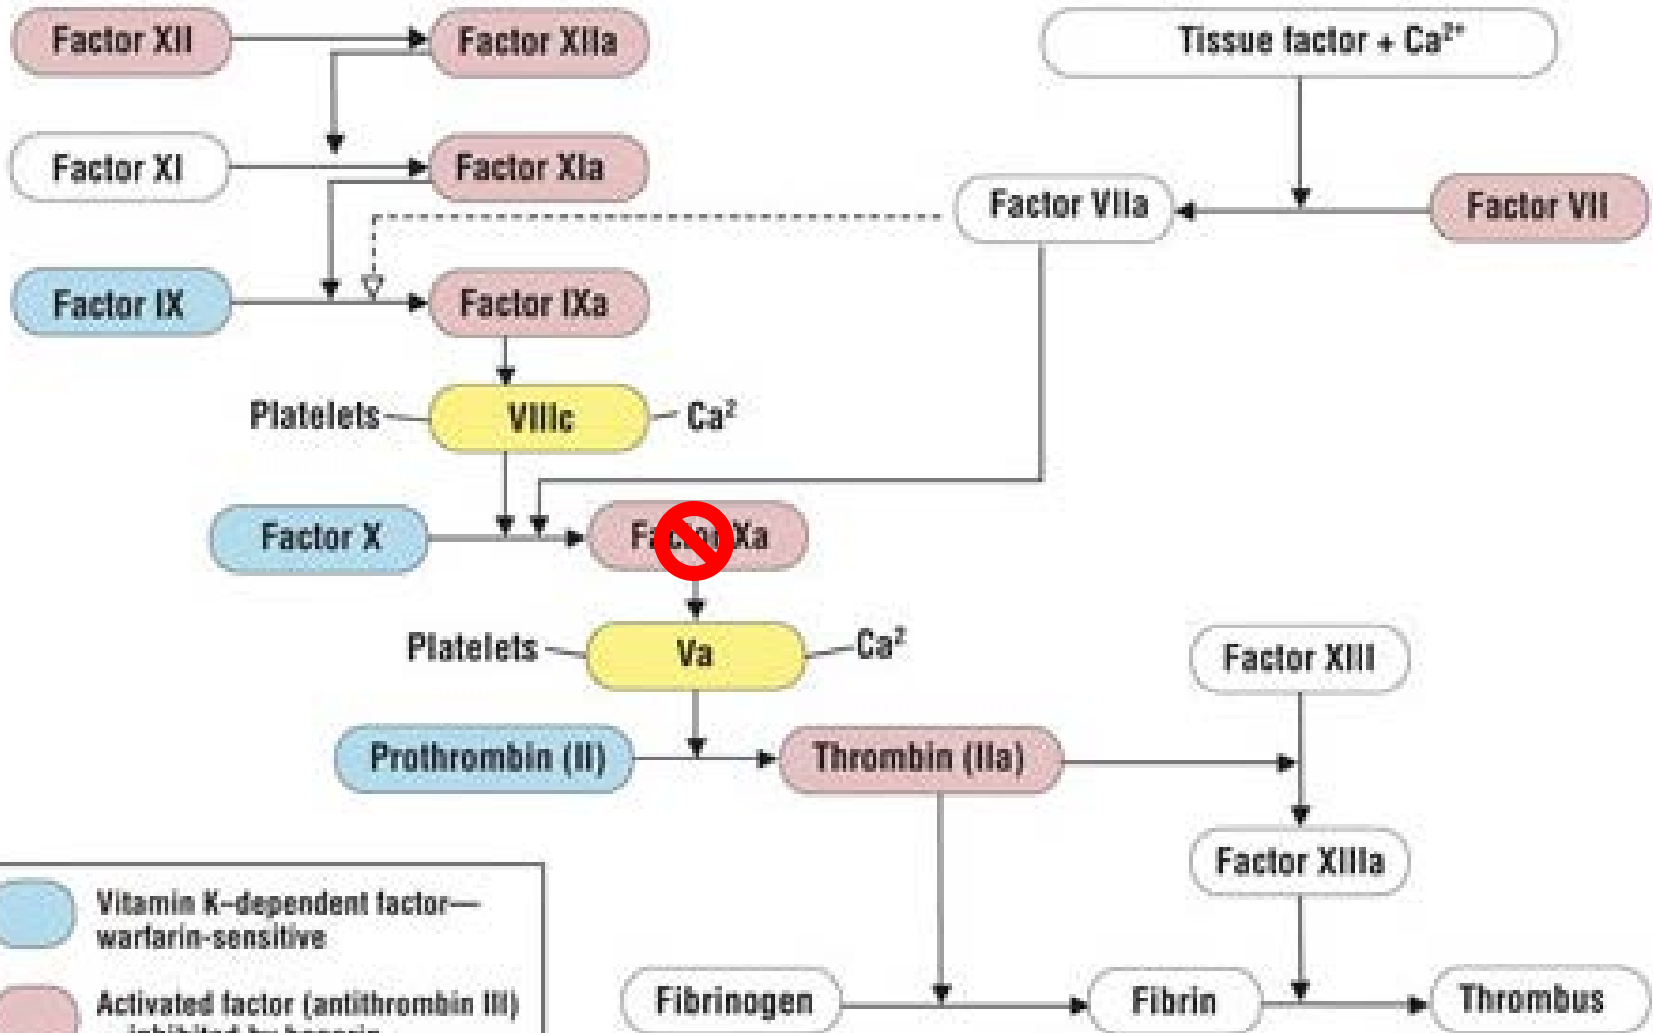 Factor XII
Factor XIIa
Tissue factor + Ca²⁺
Factor XI
Factor XIa
Factor VIIa
Factor VII
Factor IX
Factor IXa
Platelets
VIIIc
Ca²
Factor X
Platelets
Va
Ca²
Factor XIII
Prothrombin (II)
Thrombin (IIa)
Factor XIIIa
Vitamin K–dependent factor—
warfarin-sensitive
Activated factor (antithrombin III)
Fibrinogen
Fibrin
Thrombus